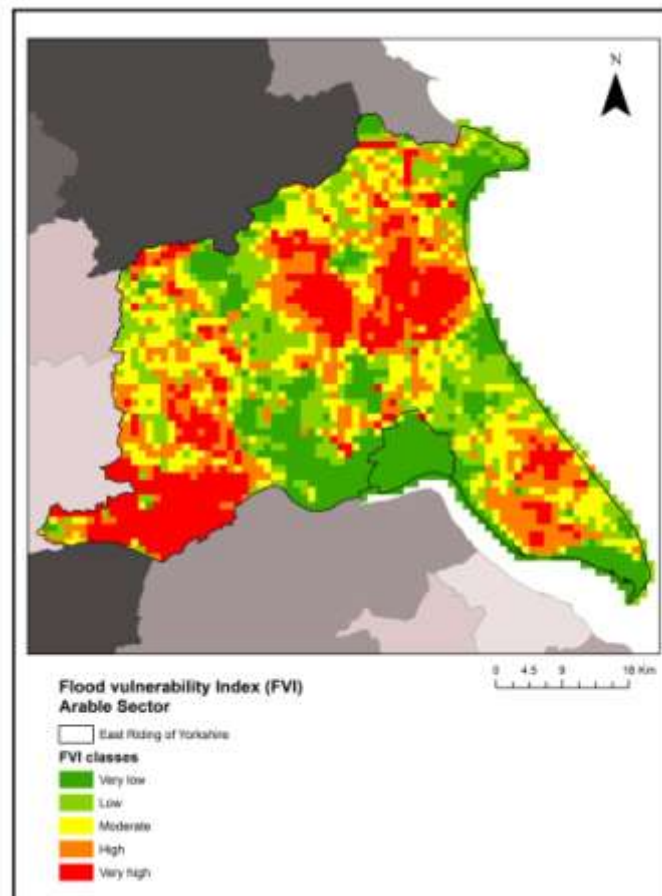 N
0 4.5 9 18 Km
Flood vulnerability Index (FVI)
Arable Sector
East Riding of Yorkshire
FVI classes
Very low
Low
Moderate
High
Very high